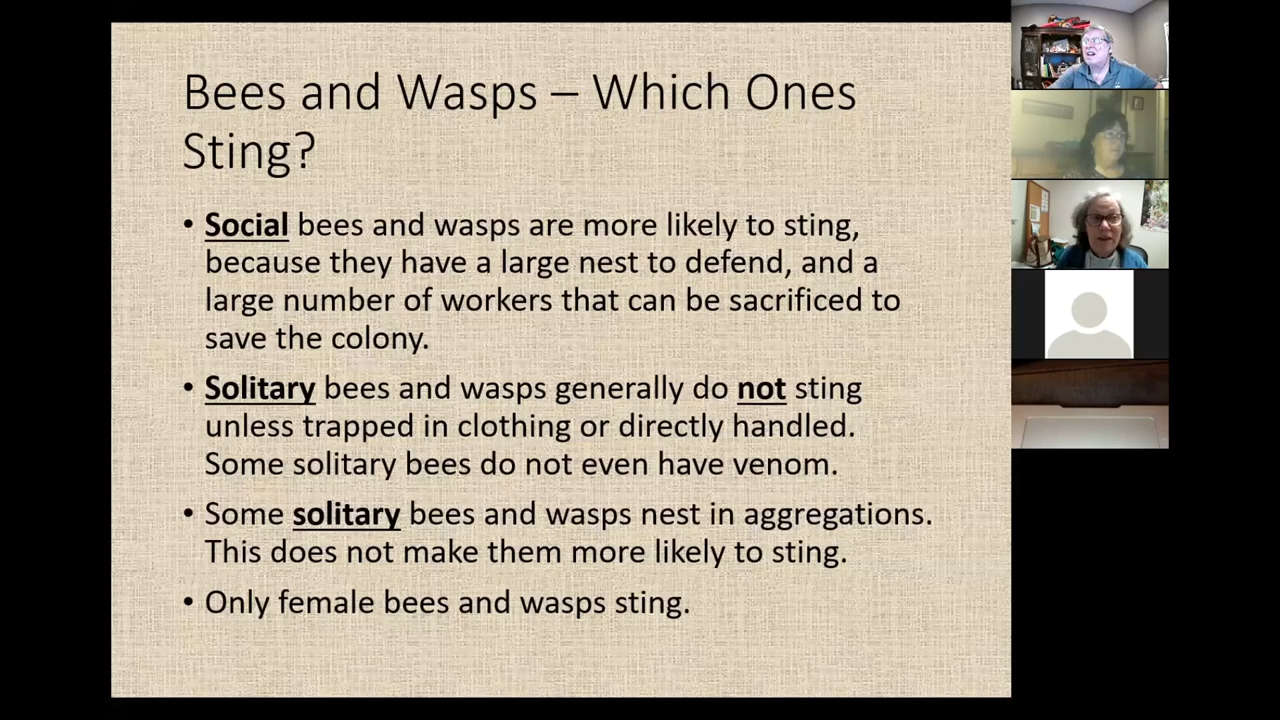 Bees and Wasps – Which Ones
Sting?
• Social bees and wasps are more likely to sting,
because they have a large nest to defend, and a
large number of workers that can be sacrificed to
save the colony.
• Solitary bees and wasps generally do not sting
unless trapped in clothing or directly handled.
Some solitary bees do not even have venom.
• Some solitary bees and wasps nest in aggregations.
This does not make them more likely to sting.
• Only female bees and wasps sting.